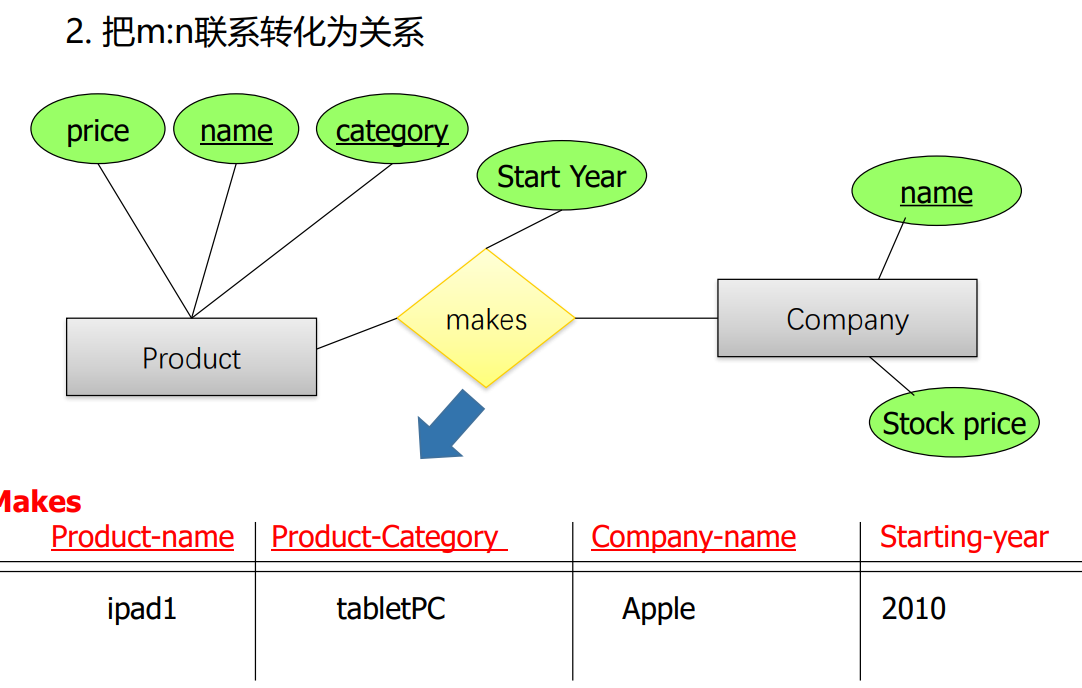 2. 把m:n联系转化为关系
price
name
category
Start Year
name
makes
Company
Product
Stock price
Makes
Product-name Product-Category Company-name Starting-year
ipad1 tabletPC Apple 2010